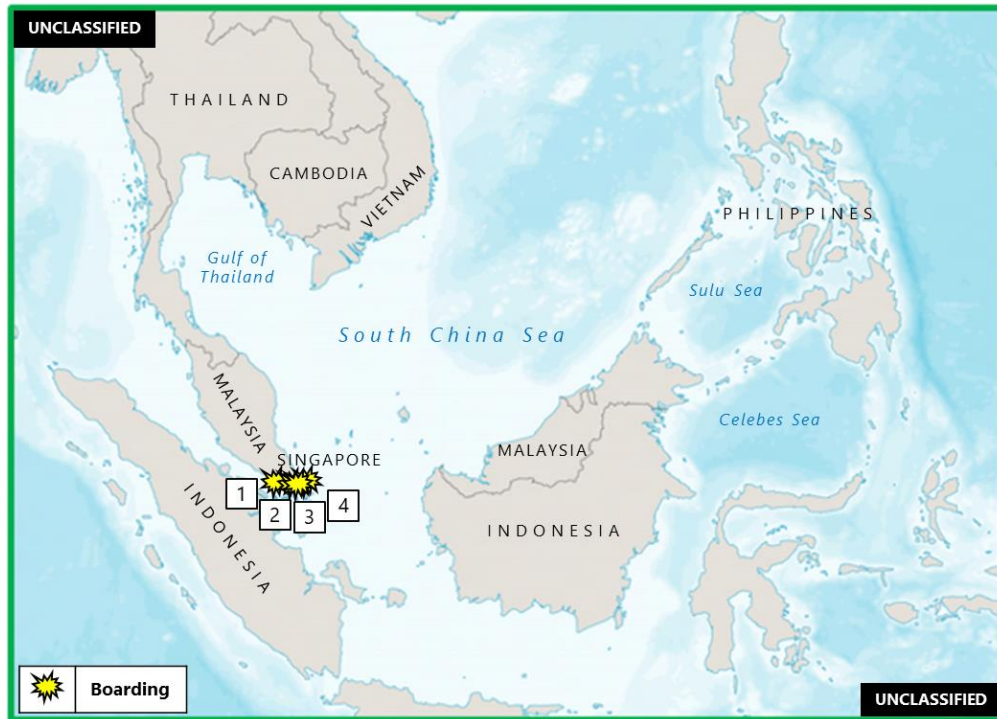 UNCLASSIFIED
THAILAND
CAMBODIA
VIETNAM
PHILIPPINES
Gulf of
Thailand
Sulu Sea
South China Sea
MALAYSIA
Celebes Sea
MALAYSIA
SINGAPORE
1
2
3
4
INDONESIA
INDONESIA
Boarding
UNCLASSIFIED